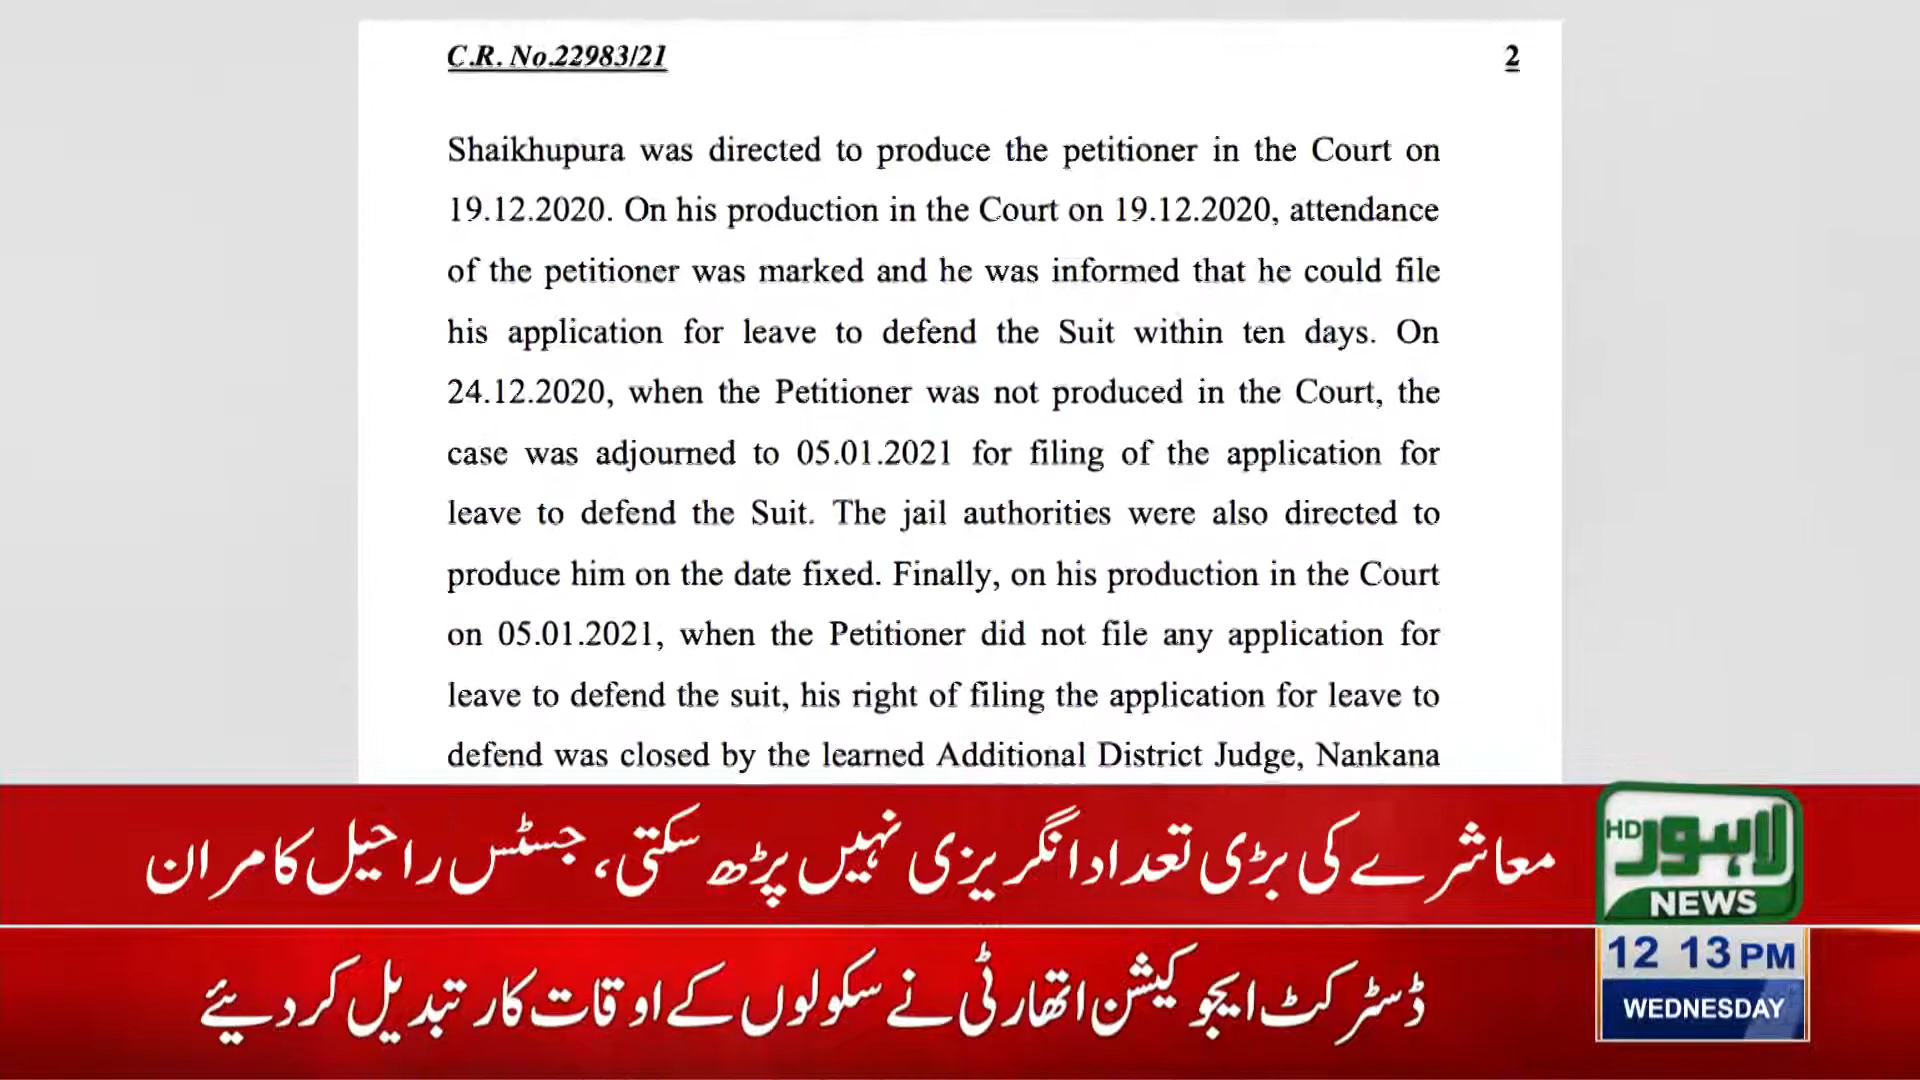 C.R. No.22983/21
2
Shaikhupura was directed to produce the petitioner in the Court on
19.12.2020. On his production in the Court on 19.12.2020, attendance
of the petitioner was marked and he was informed that he could file
his application for leave to defend the Suit within ten days. On
24.12.2020, when the Petitioner was not produced in the Court, the
case was adjourned to 05.01.2021 for filing of the application for
leave to defend the Suit. The jail authorities were also directed to
produce him on the date fixed. Finally, on his production in the Court
on 05.01.2021, when the Petitioner did not file any application for
leave to defend the suit, his right of filing the application for leave to
defend was closed by the learned Additional District Judge, Nankana
معاشرے کی بڑی تعداد انگریزی نہیں پڑھ سکتی، جسٹس راحیل کامران
لاہور
HD
NEWS
ڈسٹرکٹ ایجوکیشن اتھارٹی نے سکولوں کے اوقات کار تبدیل کر دیئے
12 13 PM
WEDNESDAY